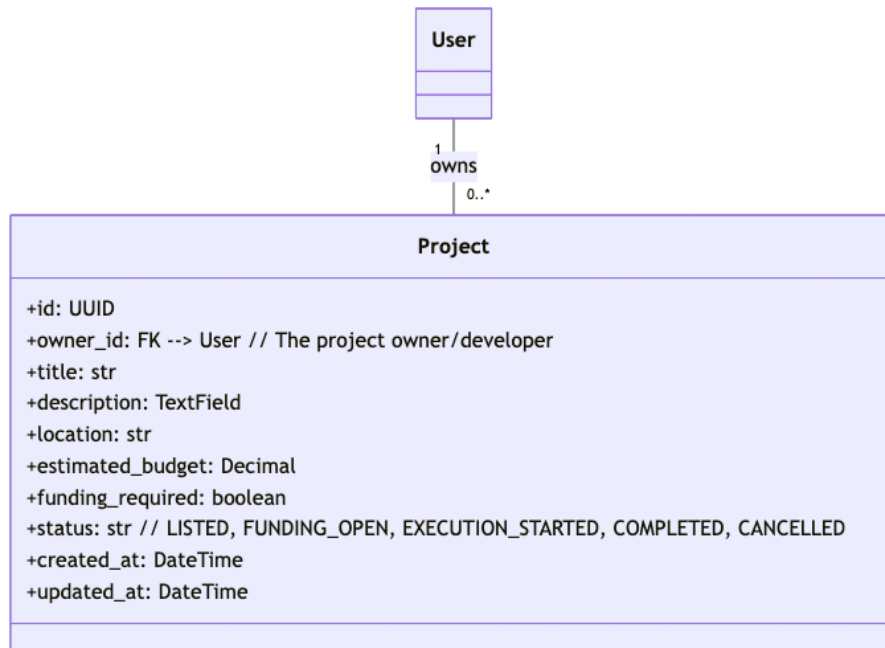 User
1
owns
0..*
Project
+id: UUID
+owner_id: FK --> User // The project owner/developer
+title: str
+description: TextField
+location: str
+estimated_budget: Decimal
+funding_required: boolean
+status: str // LISTED, FUNDING_OPEN, EXECUTION_STARTED, COMPLETED, CANCELLED
+created_at: DateTime
+updated_at: DateTime